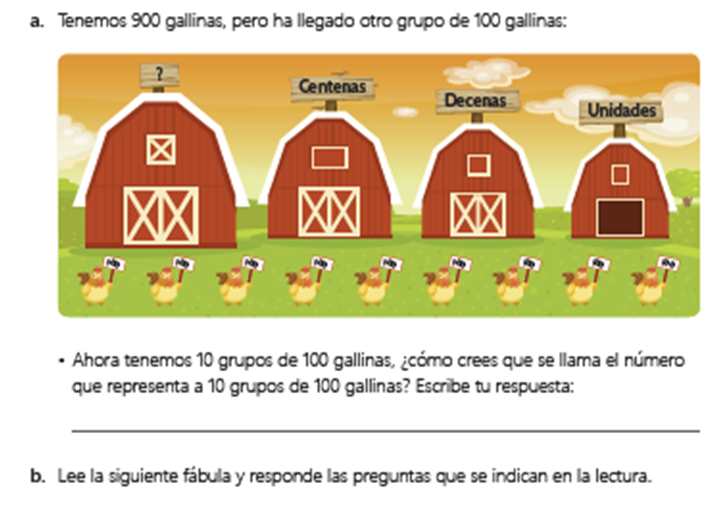 a. Tenemos 900 gallinas, pero ha llegado otro grupo de 100 gallinas:
?
Centenas
Decenas
Unidades
• Ahora tenemos 10 grupos de 100 gallinas, ¿cómo crees que se llama el número
que representa a 10 grupos de 100 gallinas? Escribe tu respuesta:
b. Lee la siguiente fábula y responde las preguntas que se indican en la lectura.